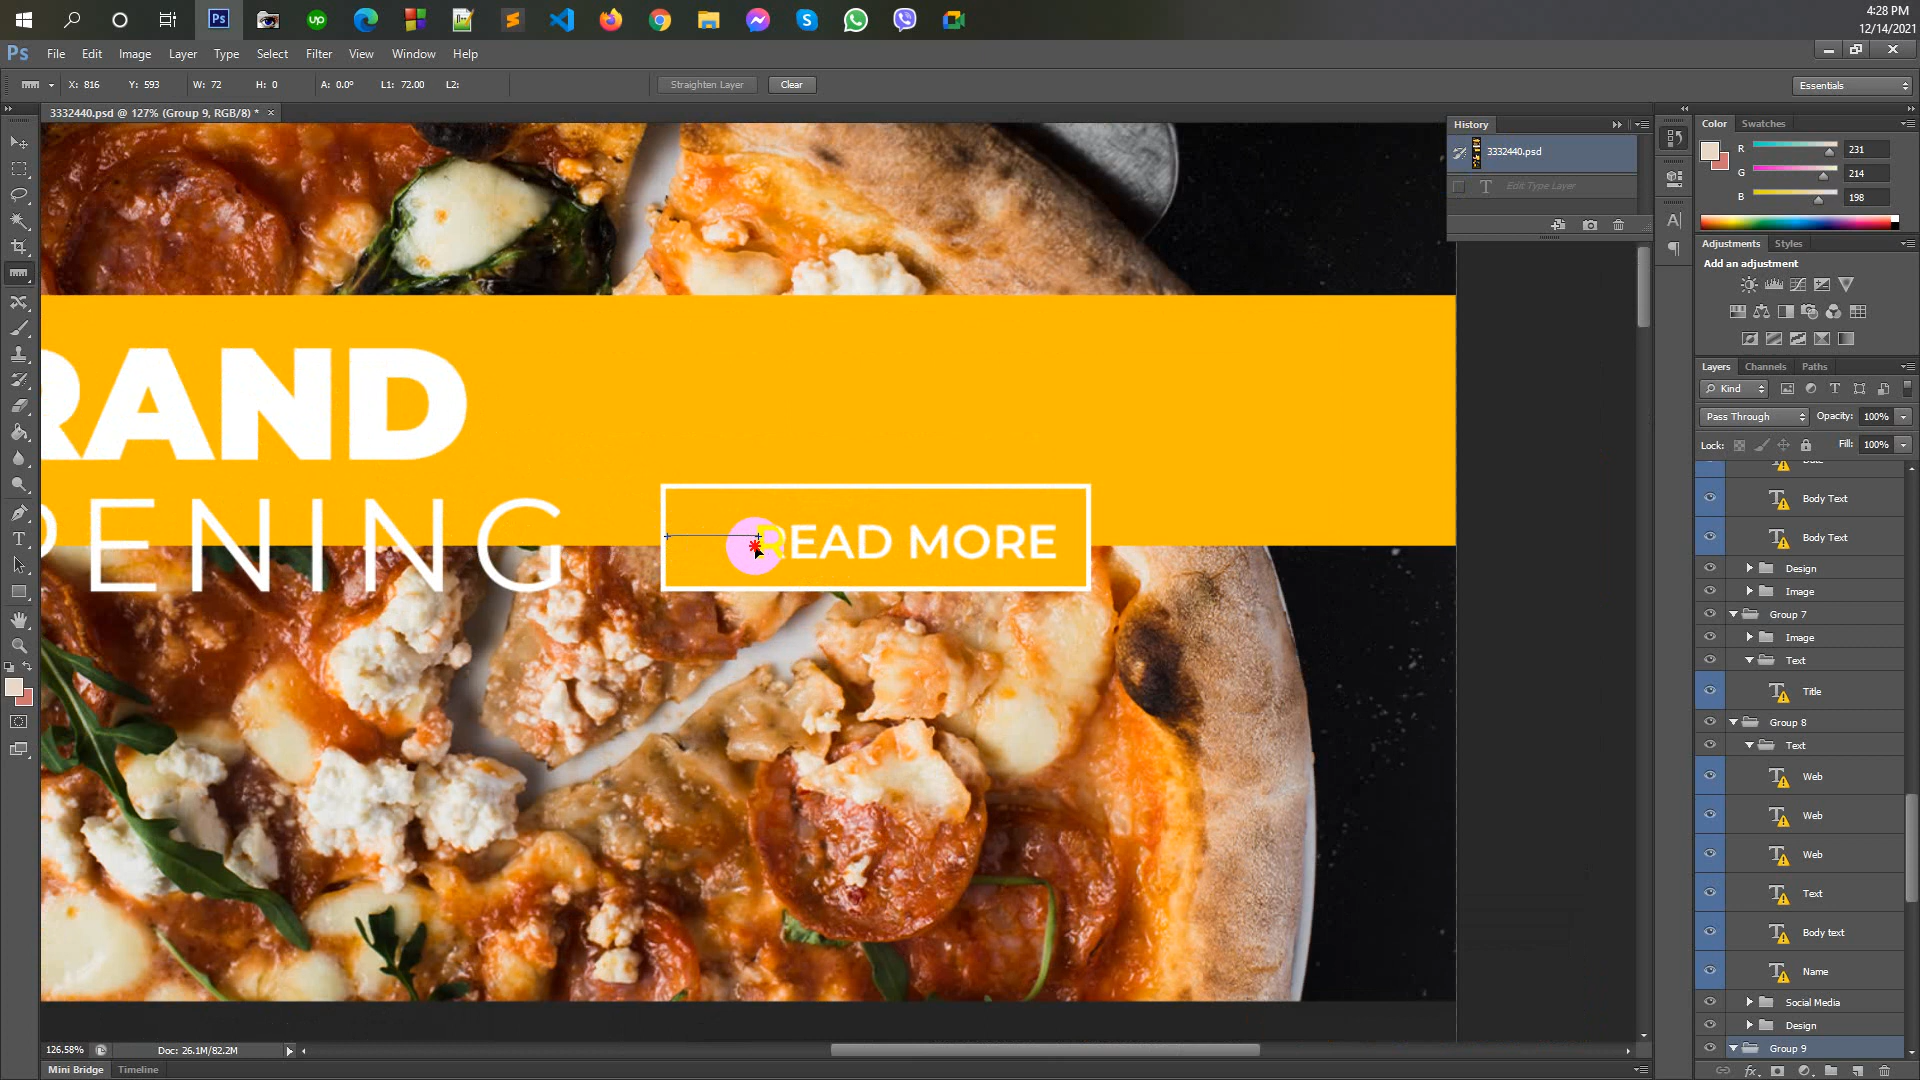 4:28 PM
12/14/2021
Ps
File Edit Image Layer Type Select Filter View Window Help
X: 816 Y: 593 W: 72 H: 0 A: 0.0° L1: 72.00 L2: Straighten Layer Clear Essentials
3332440.psd @ 127% (Group 9, RGB/8) * ×
History
3332440.psd
Edit Type Layer
Color Swatches
R 231
G 214
B 198
Adjustments Styles
Add an adjustment
Layers Channels Paths
Kind
Pass Through Opacity: 100%
Lock: Fill: 100%
Body Text
Body Text
Design
Image
Group 7
Image
Text
Title
Group 8
Text
Web
Web
Web
Text
Body text
Name
Social Media
Design
Group 9
RAND
PENING
READ MORE
126.58% Doc: 26.1M/82.2M
Mini Bridge Timeline